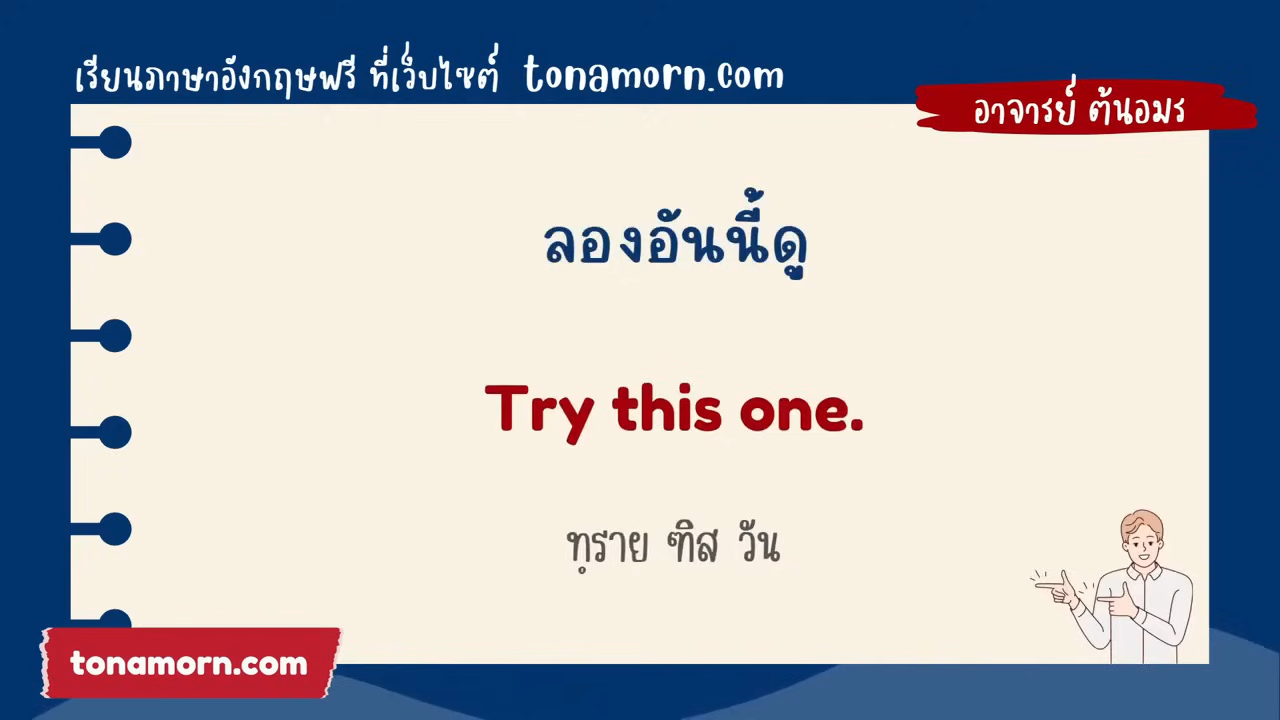 เรียนภาษาอังกฤษฟรี ที่เว็บไซต์ tonamorn.com
อาจารย์ ต้นอมร
ลองอันนี้ดู
Try this one.
ทฺราย ฑิส วัน
tonamorn.com